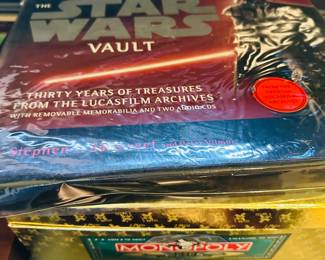 THE
STAR
WARS
VAULT
THIRTY YEARS OF TREASURES
FROM THE LUCASFILM ARCHIVES
WITH REMOVABLE MEMORABILIA AND TWO AUDIO CDS
Stephen
MONOPOLY